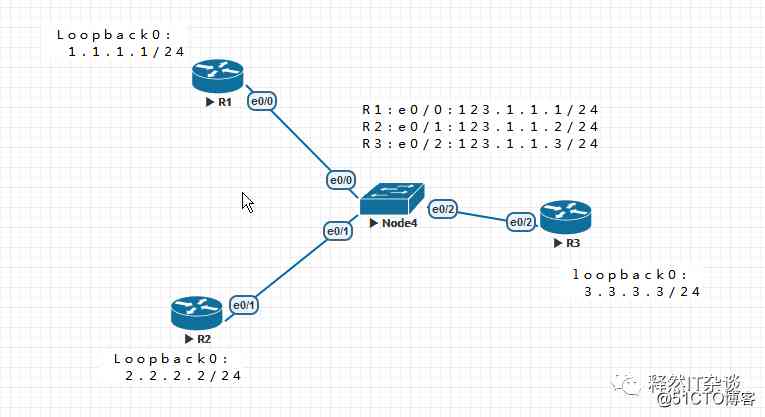 Loopback0:
1.1.1.1/24
R1
e0/0
R1:e0/0:123.1.1.1/24
R2:e0/1:123.1.1.2/24
R3:e0/2:123.1.1.3/24
e0/0
Node4
e0/2
e0/2
R3
e0/1
loopback0:
3.3.3.3/24
e0/1
R2
Loopback0:
2.2.2.2/24
释然IT杂谈
@51CTO博客